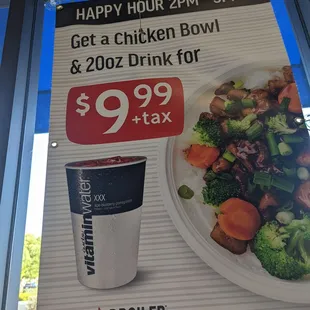 HAPPY HOUR 2PM
Get a Chicken Bowl
& 20oz Drink for
$9.99
+tax
XXX
vitaminwater